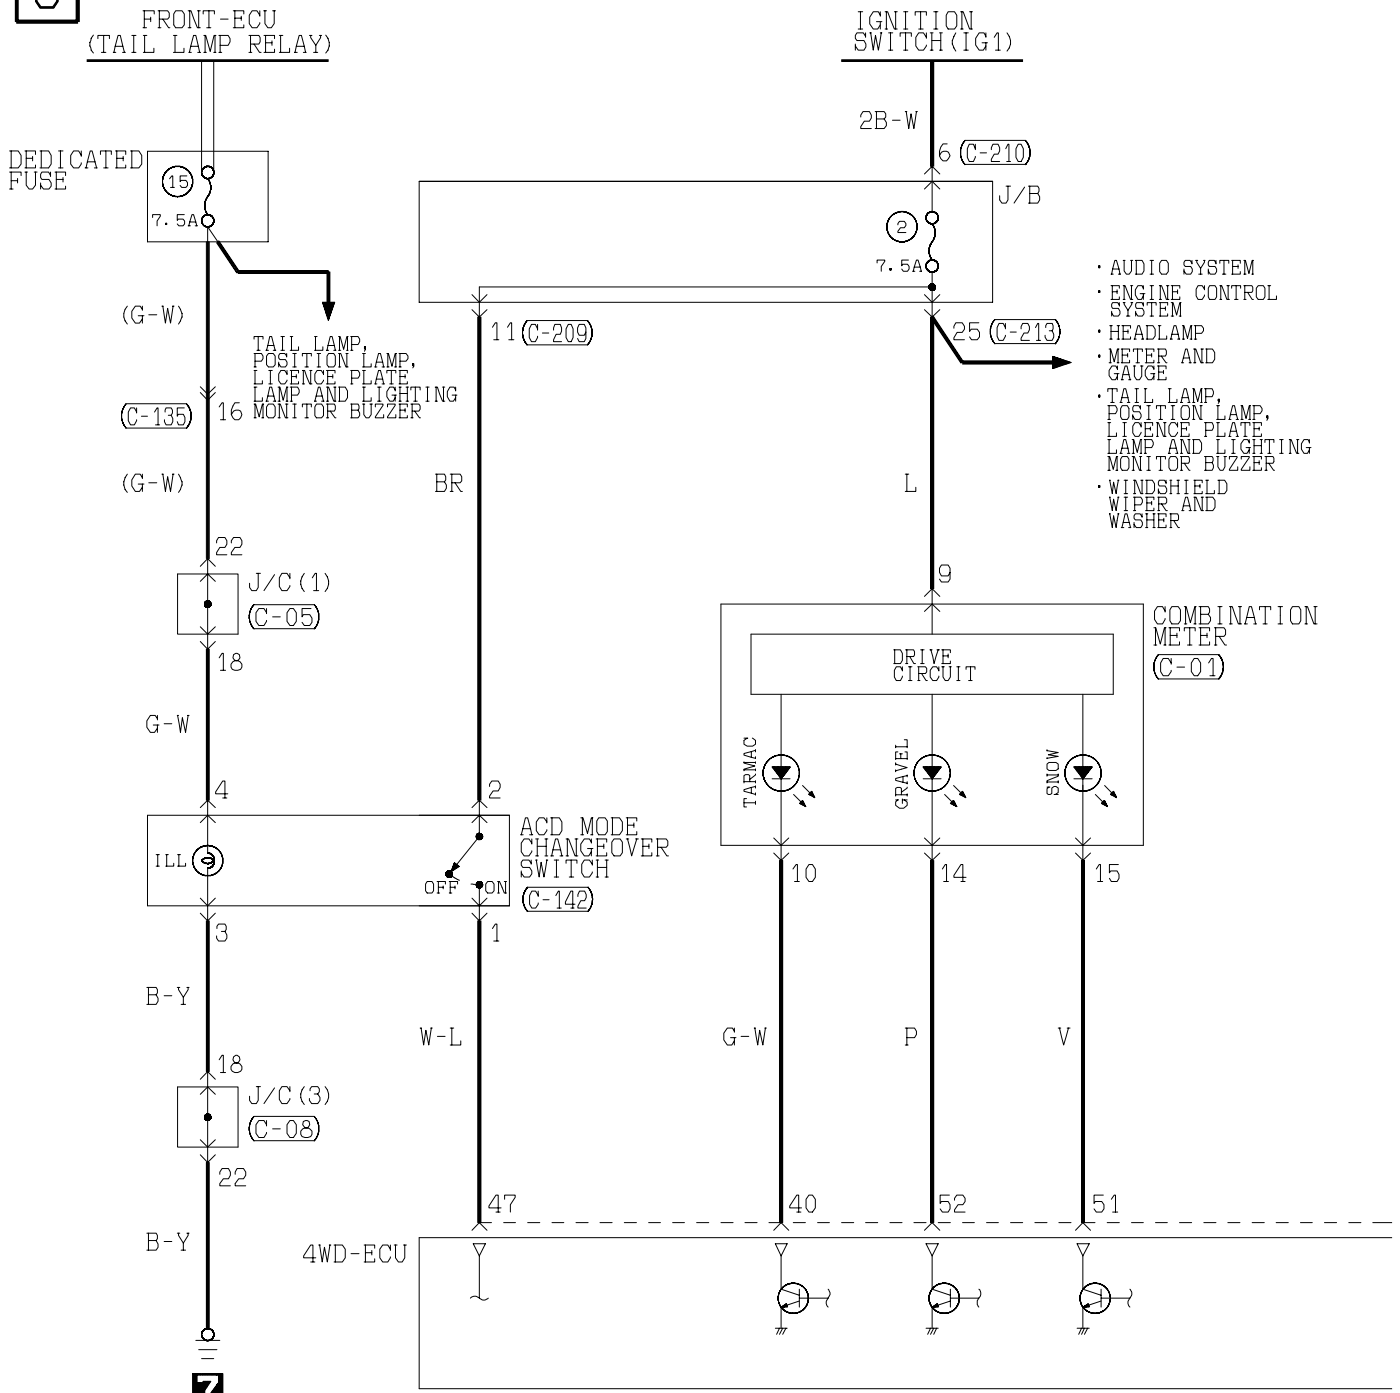 FRONT-ECU
(TAIL LAMP RELAY)
IGNITION
SWITCH(IG1)
2B-W
6 (C-210)
DEDICATED
FUSE
15
7.5A
J/B
2
7.5A
11 (C-209)
25 (C-213)
· AUDIO SYSTEM
· ENGINE CONTROL
SYSTEM
· HEADLAMP
· METER AND
GAUGE
· TAIL LAMP,
POSITION LAMP,
LICENCE PLATE
LAMP AND LIGHTING
MONITOR BUZZER
· WINDSHIELD
WIPER AND
WASHER
(G-W)
TAIL LAMP,
POSITION LAMP,
LICENCE PLATE
LAMP AND LIGHTING
MONITOR BUZZER
(C-135) 16
(G-W)
BR
L
22
J/C(1)
(C-05)
18
9
COMBINATION
METER
(C-01)
DRIVE
CIRCUIT
G-W
TARMAC
GRAVEL
SNOW
4
2
ILL
OFF ON
ACD MODE
CHANGEOVER
SWITCH
(C-142)
10
14
15
3
1
B-Y
W-L
G-W
P
V
18
J/C(3)
(C-08)
22
47
40
52
51
B-Y
4WD-ECU
7